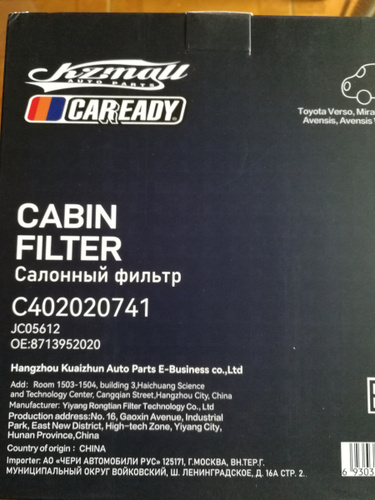 Kzmall
AUTO PARTS
CAREADY
Toyota Verso,
Avensis, Avensis
CABIN
FILTER
Салонный фильтр
C402020741
JC05612
OE:8713952020
Hangzhou Kuaizhun Auto Parts E-Business co.,Ltd
Add: Room 1503-1504, building 3,Haichuang Science
and Technology Center, Cangqian Street,Hangzhou City, China
Manufacturer: Yiyang Rongtian Filter Technology Co., Ltd
Production address:No. 16, Gaoxin Avenue, Industrial
Park, East New District, High-tech Zone, Yiyang City,
Hunan Province,China
Country of origin : CHINA
Importer: АО «ЧЕРИ АВТОМОБИЛИ РУС» 125171, Г.МОСКВА, ВН.ТЕР.Г.
МУНИЦИПАЛЬНЫЙ ОКРУГ ВОЙКОВСКИЙ, Ш. ЛЕНИНГРАДСКОЕ, Д. 16А СТР. 2..